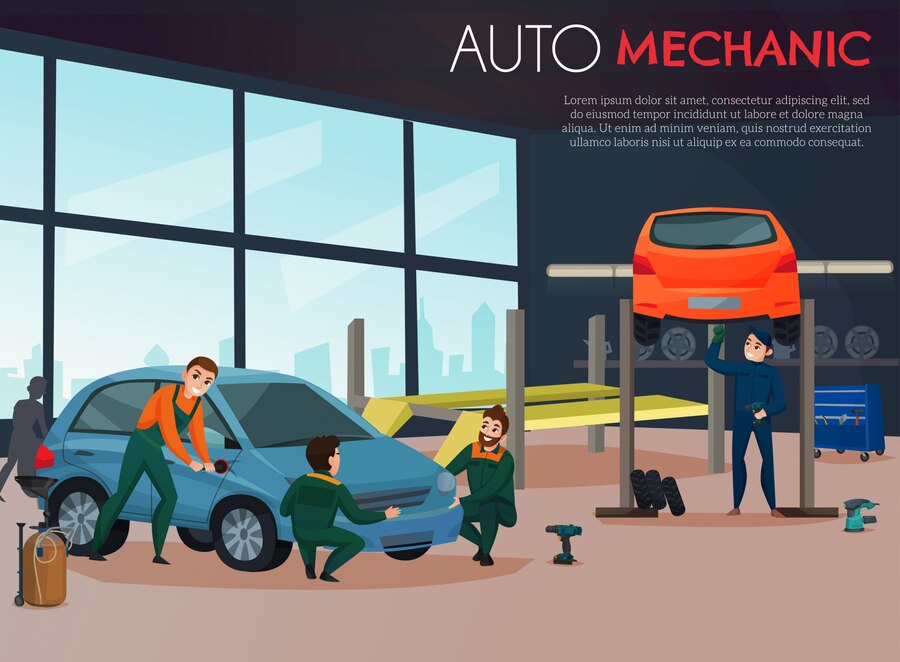 AUTO MECHANIC
Lorem ipsum dolor sit amet, consectetur adipiscing elit, sed
do eiusmod tempor incididunt ut labore et dolore magna
aliqua. Ut enim ad minim veniam, quis nostrud exercitation
ullamco laboris nisi ut aliquip ex ea commodo consequat.